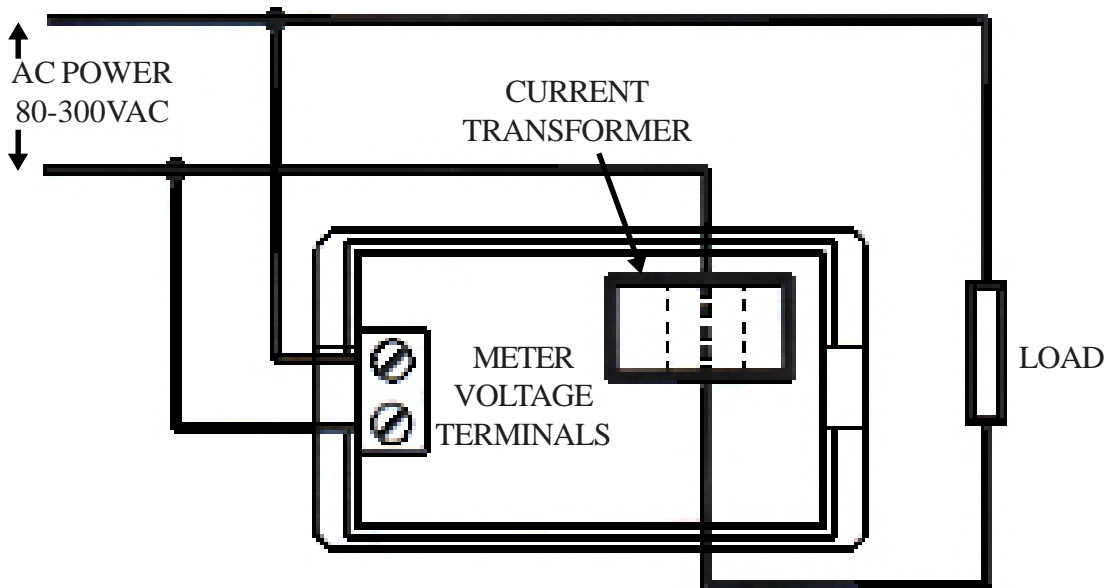 AC POWER
80-300VAC
CURRENT
TRANSFORMER
METER
VOLTAGE
TERMINALS
LOAD